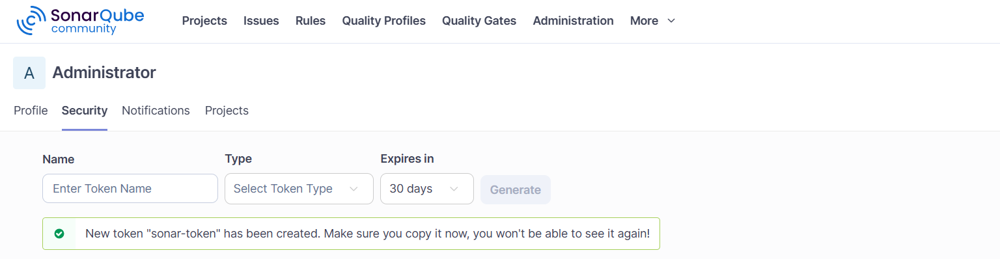 SonarQube community
Projects Issues Rules Quality Profiles Quality Gates Administration More
A Administrator
Profile Security Notifications Projects
Name Type Expires in
Enter Token Name Select Token Type 30 days Generate
New token "sonar-token" has been created. Make sure you copy it now, you won't be able to see it again!